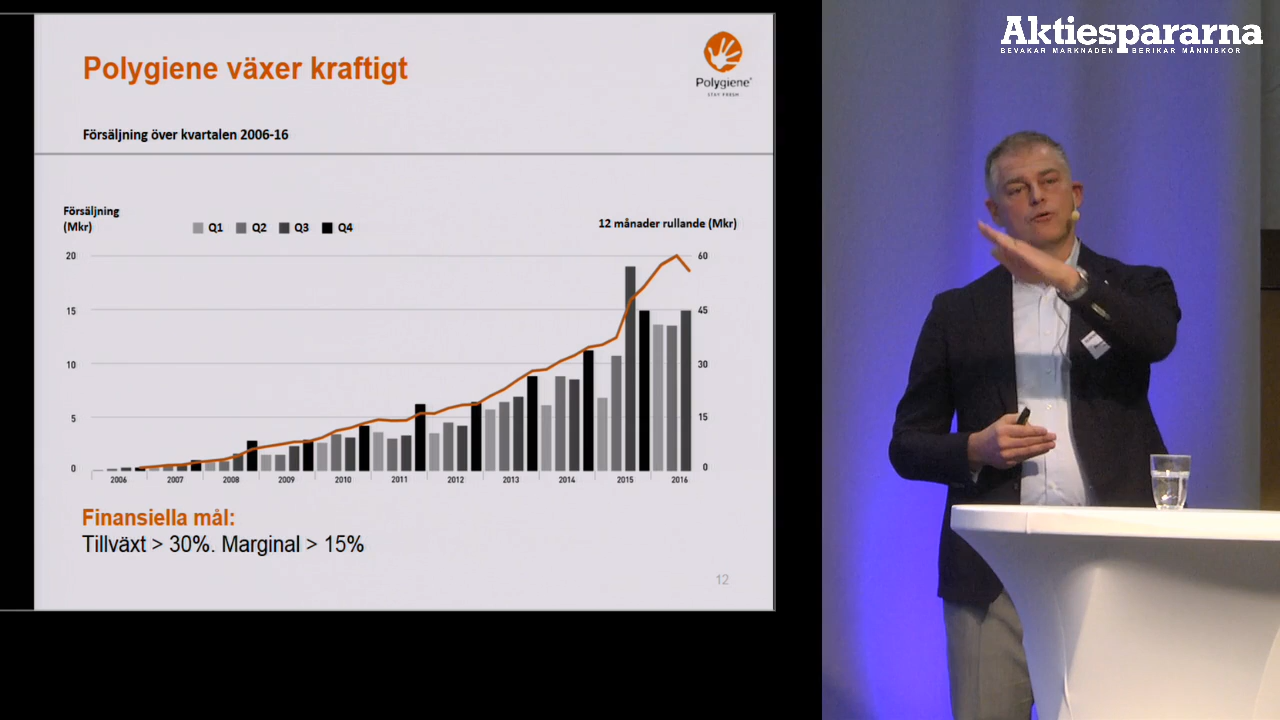 Polygiene växer kraftigt
Polygiene
STAY FRESH
Försäljning över kvartalen 2006-16
Försäljning
(Mkr)
Q1 Q2 Q3 Q4
12 månader rullande (Mkr)
20
15
10
5
0
60
45
30
15
0
2006 2007 2008 2009 2010 2011 2012 2013 2014 2015 2016
Finansiella mål:
Tillväxt > 30%. Marginal > 15%
12
Aktiespararna
BEVAKAR MARKNADEN BERIKAR MÄNNISKOR